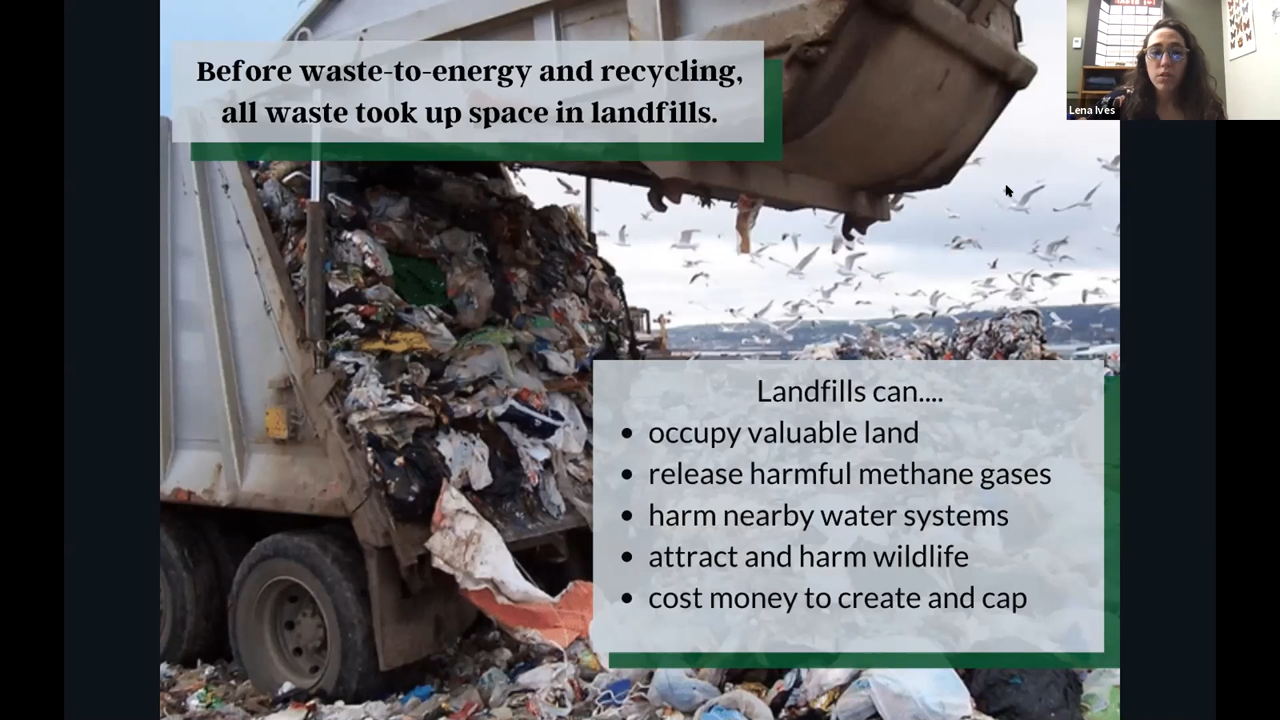 Before waste-to-energy and recycling,
all waste took up space in landfills.
Lena Ives
Landfills can....
• occupy valuable land
• release harmful methane gases
• harm nearby water systems
• attract and harm wildlife
• cost money to create and cap